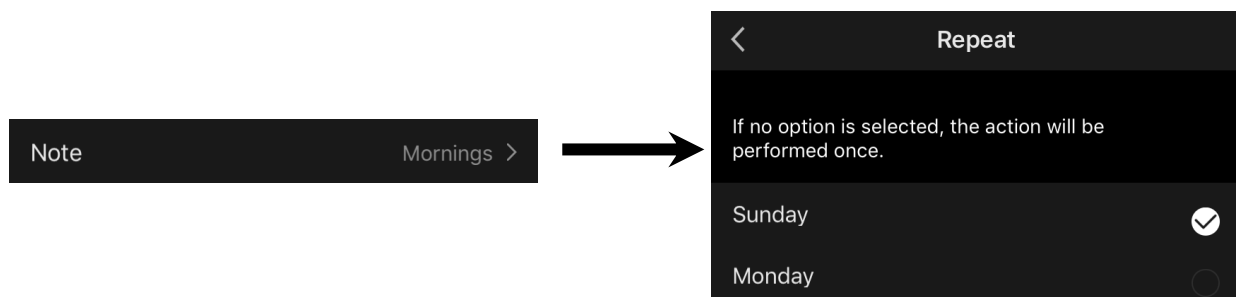 Note
Mornings
Repeat
If no option is selected, the action will be
performed once.
Sunday
Monday